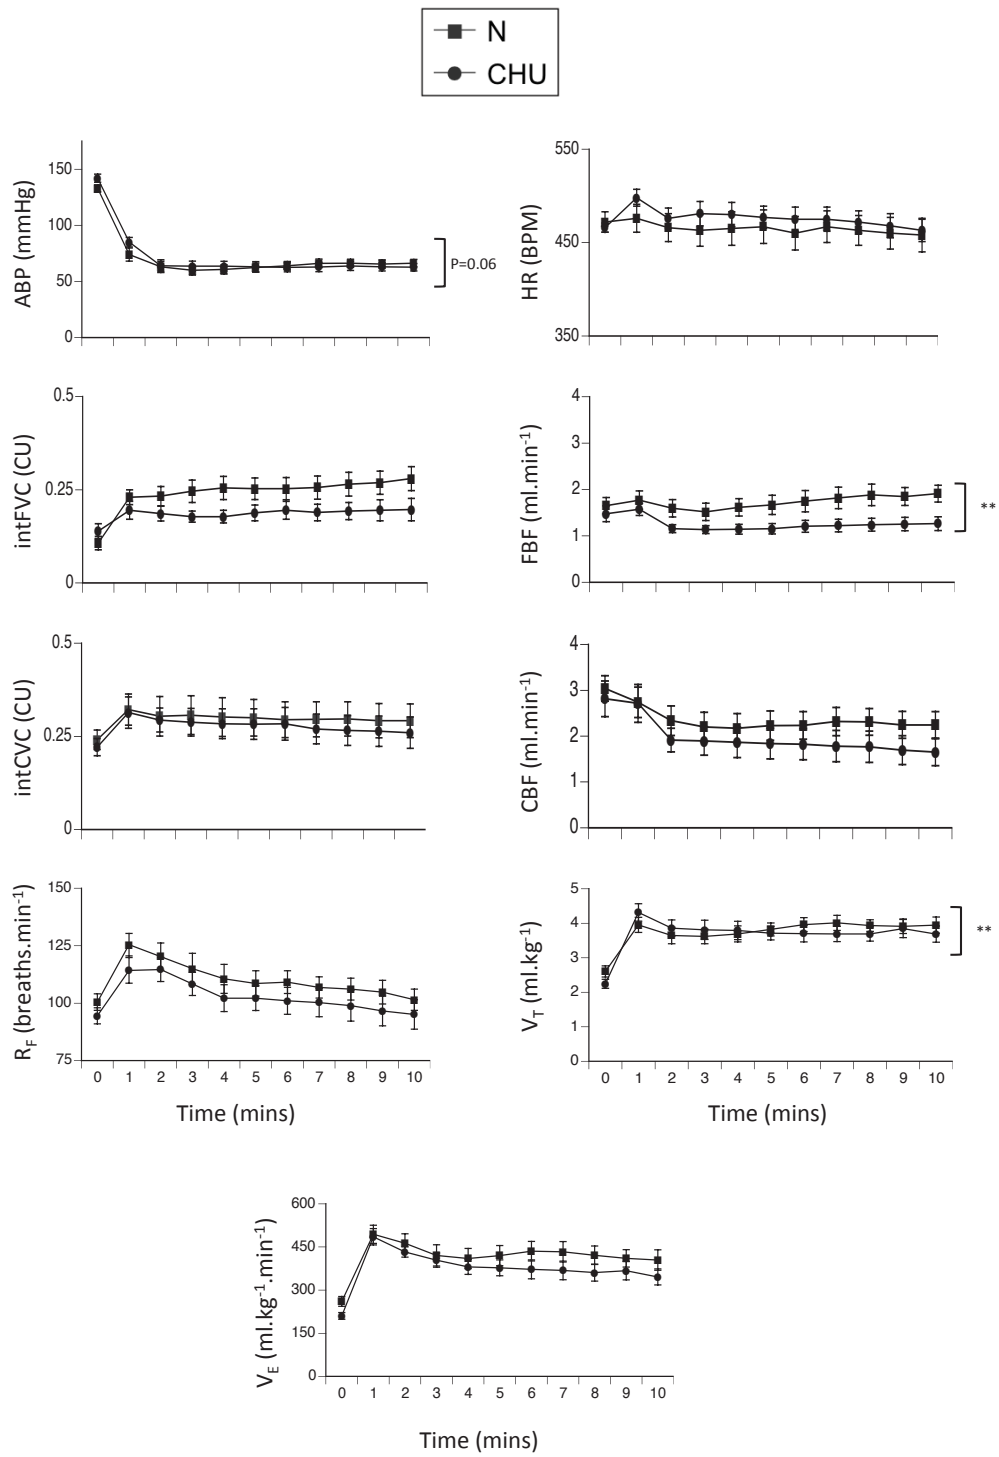 N
CHU
ABP (mmHg)
150
100
50
0
P=0.06
HR (BPM)
550
450
350
intFVC (CU)
0.5
0.25
0
FBF (ml.min⁻¹)
4
3
2
1
0
**
intCVC (CU)
0.5
0.25
0
CBF (ml.min⁻¹)
4
3
2
1
0
R_F (breaths.min⁻¹)
150
125
100
75
0 1 2 3 4 5 6 7 8 9 10
Time (mins)
V_T (ml.kg⁻¹)
5
4
3
2
1
0
**
0 1 2 3 4 5 6 7 8 9 10
Time (mins)
V_E (ml.kg⁻¹.min⁻¹)
600
450
300
150
0
0 1 2 3 4 5 6 7 8 9 10
Time (mins)